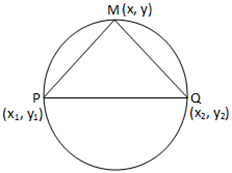 M (x, y)
P Q
(x₁, y₁) (x₂, y₂)